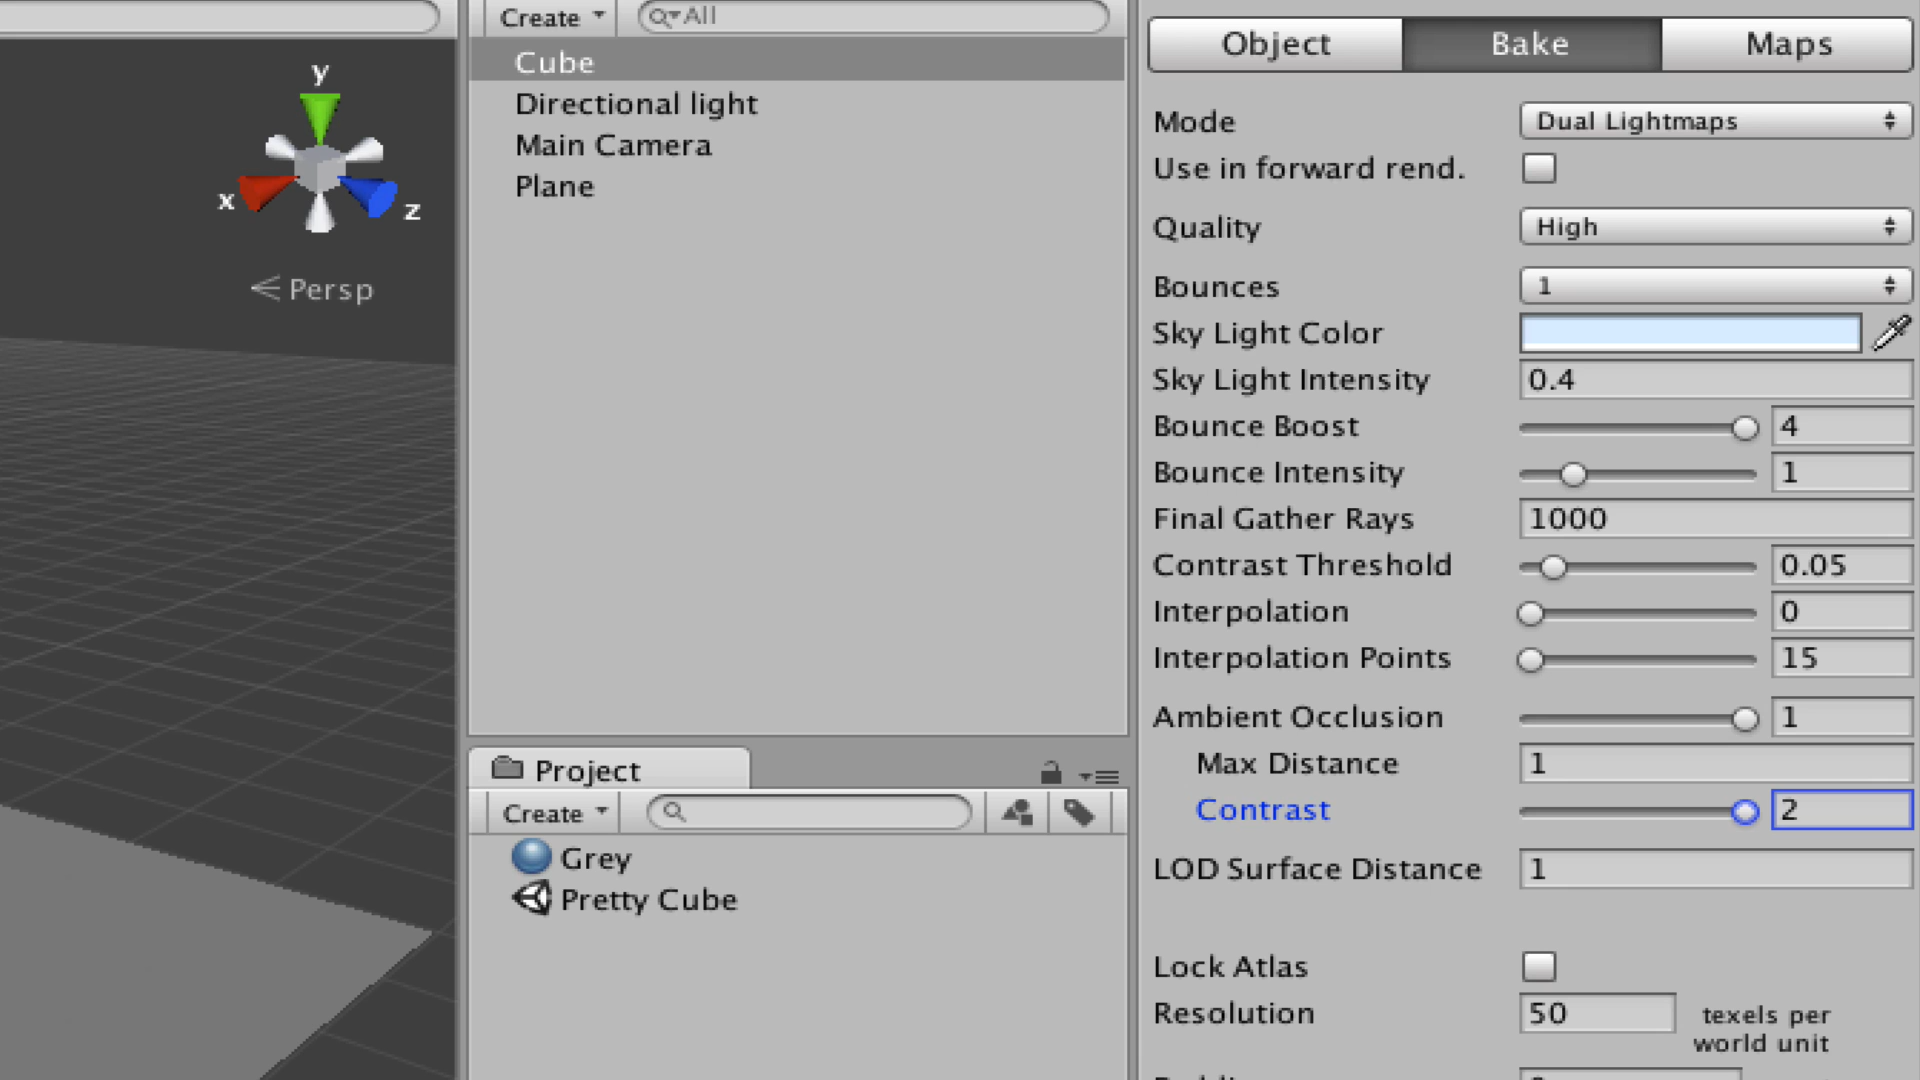 y
x
z
Persp
Create
All
Cube
Directional light
Main Camera
Plane
Project
Create
Grey
Pretty Cube
Object
Bake
Maps
Mode
Dual Lightmaps
Use in forward rend.
Quality
High
Bounces
1
Sky Light Color
Sky Light Intensity
0.4
Bounce Boost
4
Bounce Intensity
1
Final Gather Rays
1000
Contrast Threshold
0.05
Interpolation
0
Interpolation Points
15
Ambient Occlusion
1
Max Distance
1
Contrast
2
LOD Surface Distance
1
Lock Atlas
Resolution
50
texels per
world unit